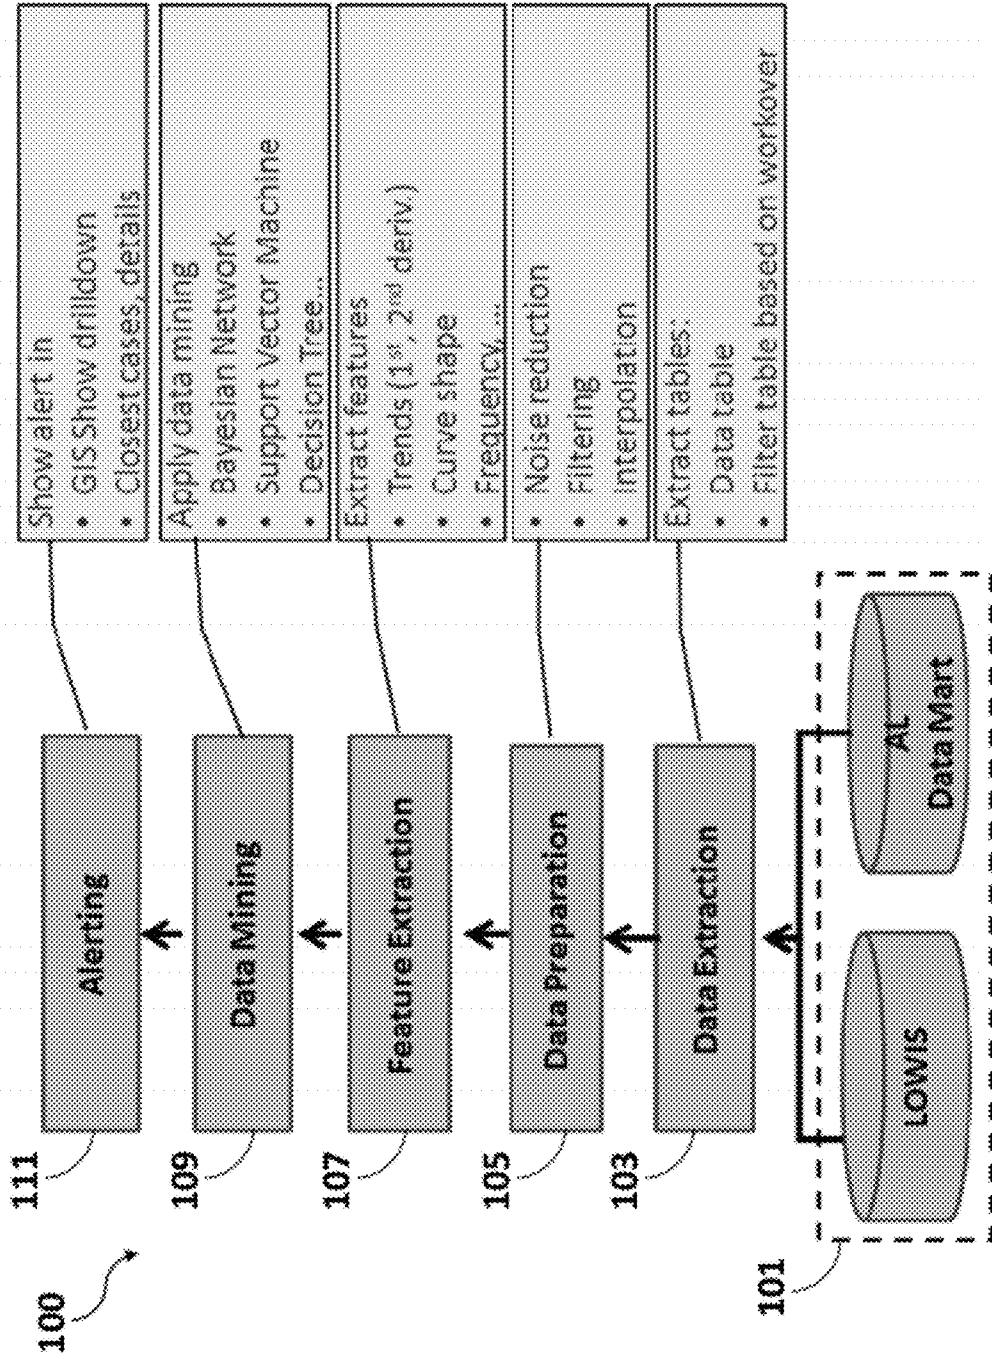 100
111
Alerting
Show alert in
• GIS Show drilldown
• Closest cases, details
109
Data Mining
Apply data mining
• Bayesian Network
• Support Vector Machine
• Decision Tree...
107
Feature Extraction
Extract features
• Trends (1st, 2nd deriv.)
• Curve shape
• Frequency, ...
105
Data Preparation
• Noise reduction
• Filtering
• Interpolation
103
Data Extraction
Extract tables:
• Data table
• Filter table based on workover
101
LOWIS
AL
Data Mart